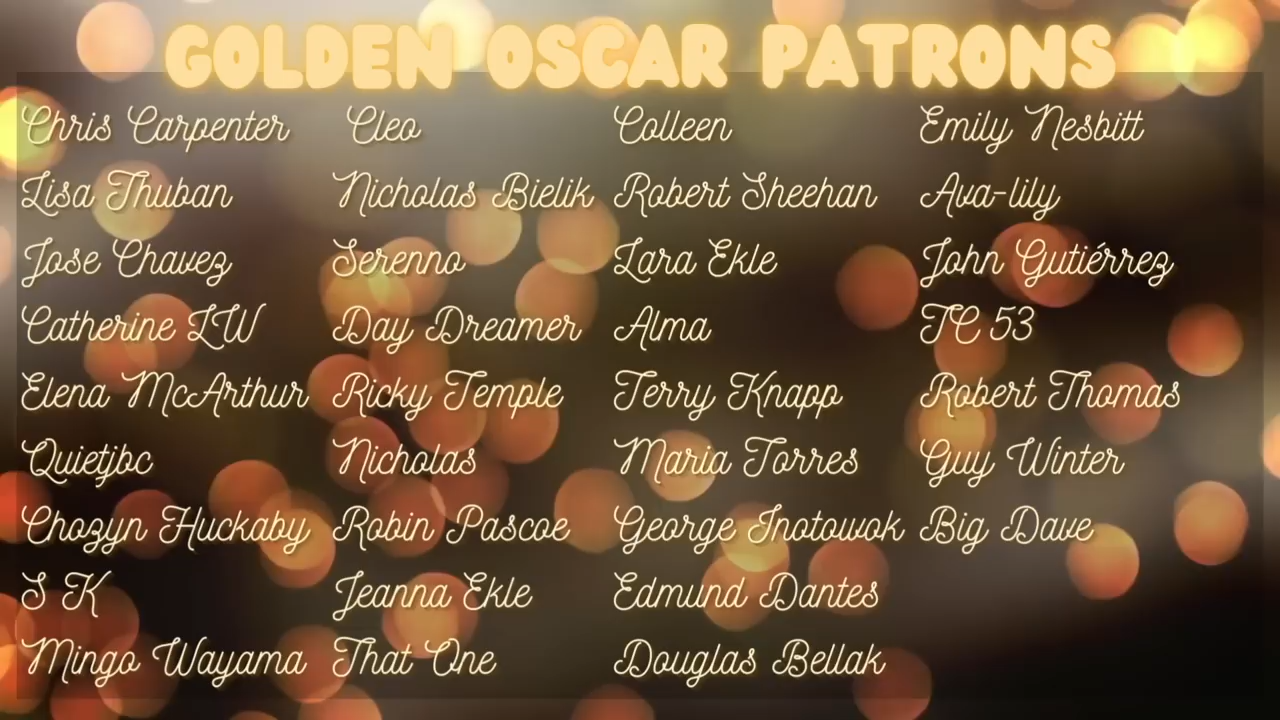 GOLDEN OSCAR PATRONS
Chris Carpenter
Lisa Thuban
Jose Chavez
Catherine LW
Elena McArthur
Quietjbc
Chozyn Huckaby
S K
Mingo Wayama
Cleo
Nicholas Bielik
Serenno
Day Dreamer
Ricky Temple
Nicholas
Robin Pascoe
Jeanna Ekle
That One
Colleen
Robert Sheehan
Lara Ekle
Alma
Terry Knapp
Maria Torres
George Inotowok
Edmund Dantes
Douglas Bellak
Emily Nesbitt
Ava-lily
John Gutiérrez
TC 53
Robert Thomas
Guy Winter
Big Dave